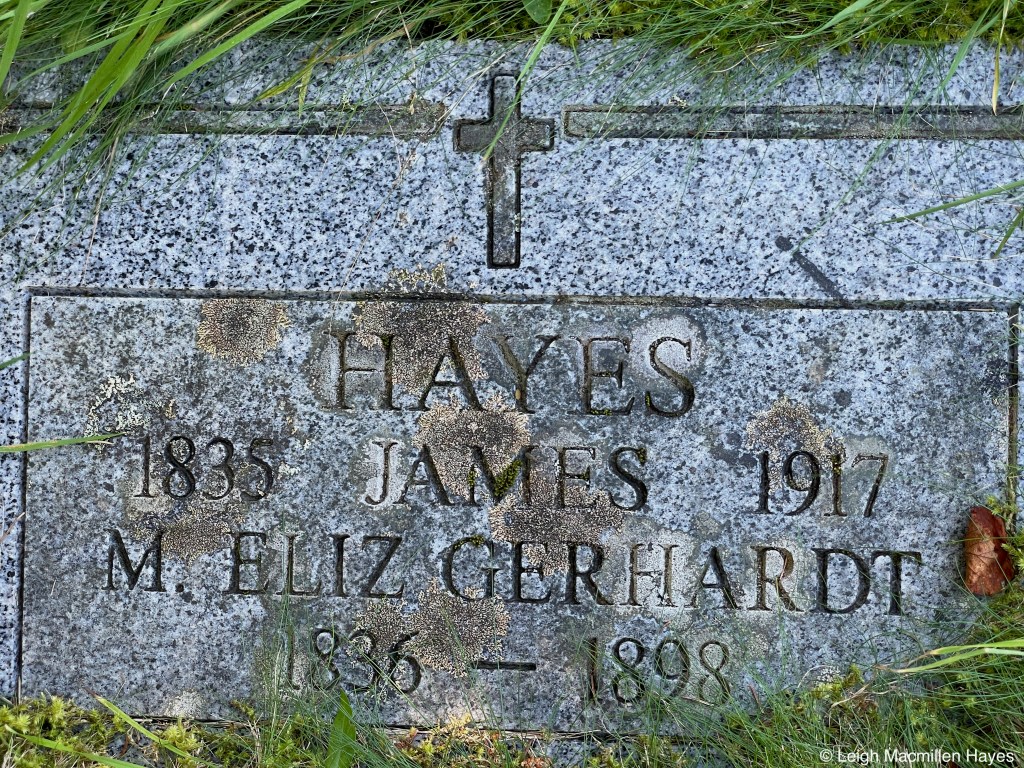 HAYES
1835 JAMES 1917
M. ELIZ GERHARDT
1836 — 1898
© Leigh Macmillen Hayes